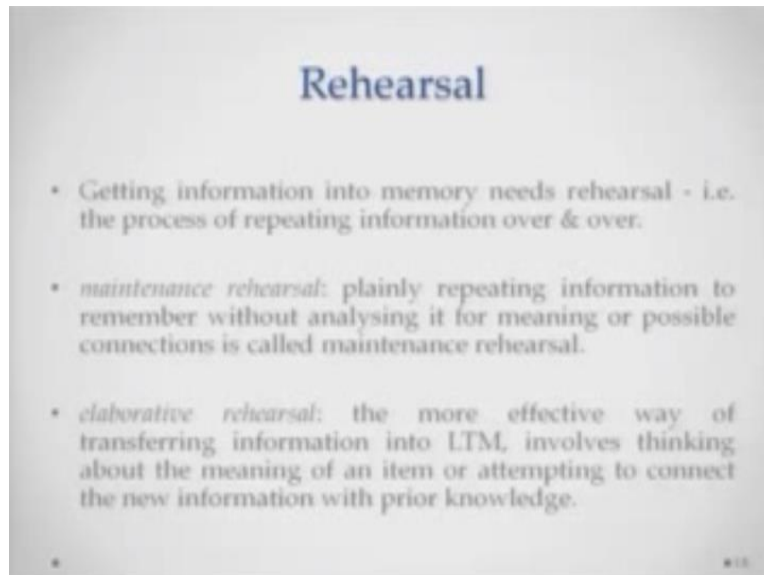 Rehearsal
• Getting information into memory needs rehearsal - i.e.
the process of repeating information over & over.
• maintenance rehearsal: plainly repeating information to
remember without analysing it for meaning or possible
connections is called maintenance rehearsal.
• elaborative rehearsal: the more effective way of
transferring information into LTM, involves thinking
about the meaning of an item or attempting to connect
the new information with prior knowledge.